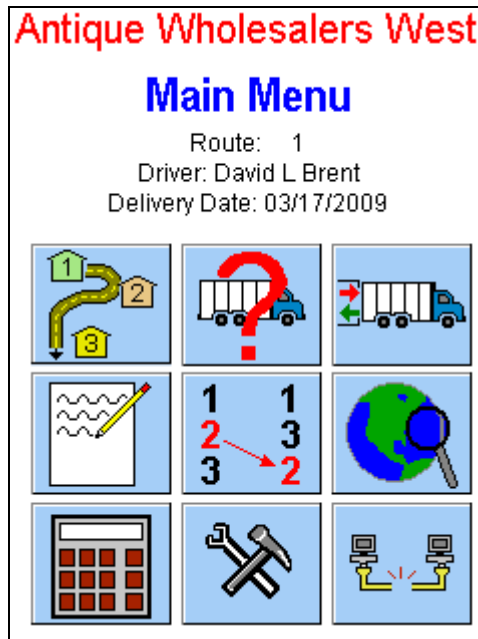 Antique Wholesalers West
Main Menu
Route: 1
Driver: David L Brent
Delivery Date: 03/17/2009
1
2
3
?
1 1
2 3
3 2